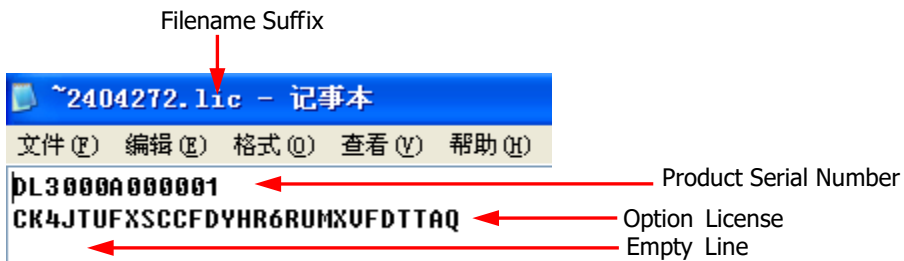 Filename Suffix
~2404272.lic - 记事本
文件(F) 编辑(E) 格式(O) 查看(V) 帮助(H)
DL3000A000001 Product Serial Number
CK4JTUFXSCCFDYHR6RUMXVFDTTAQ Option License
Empty Line